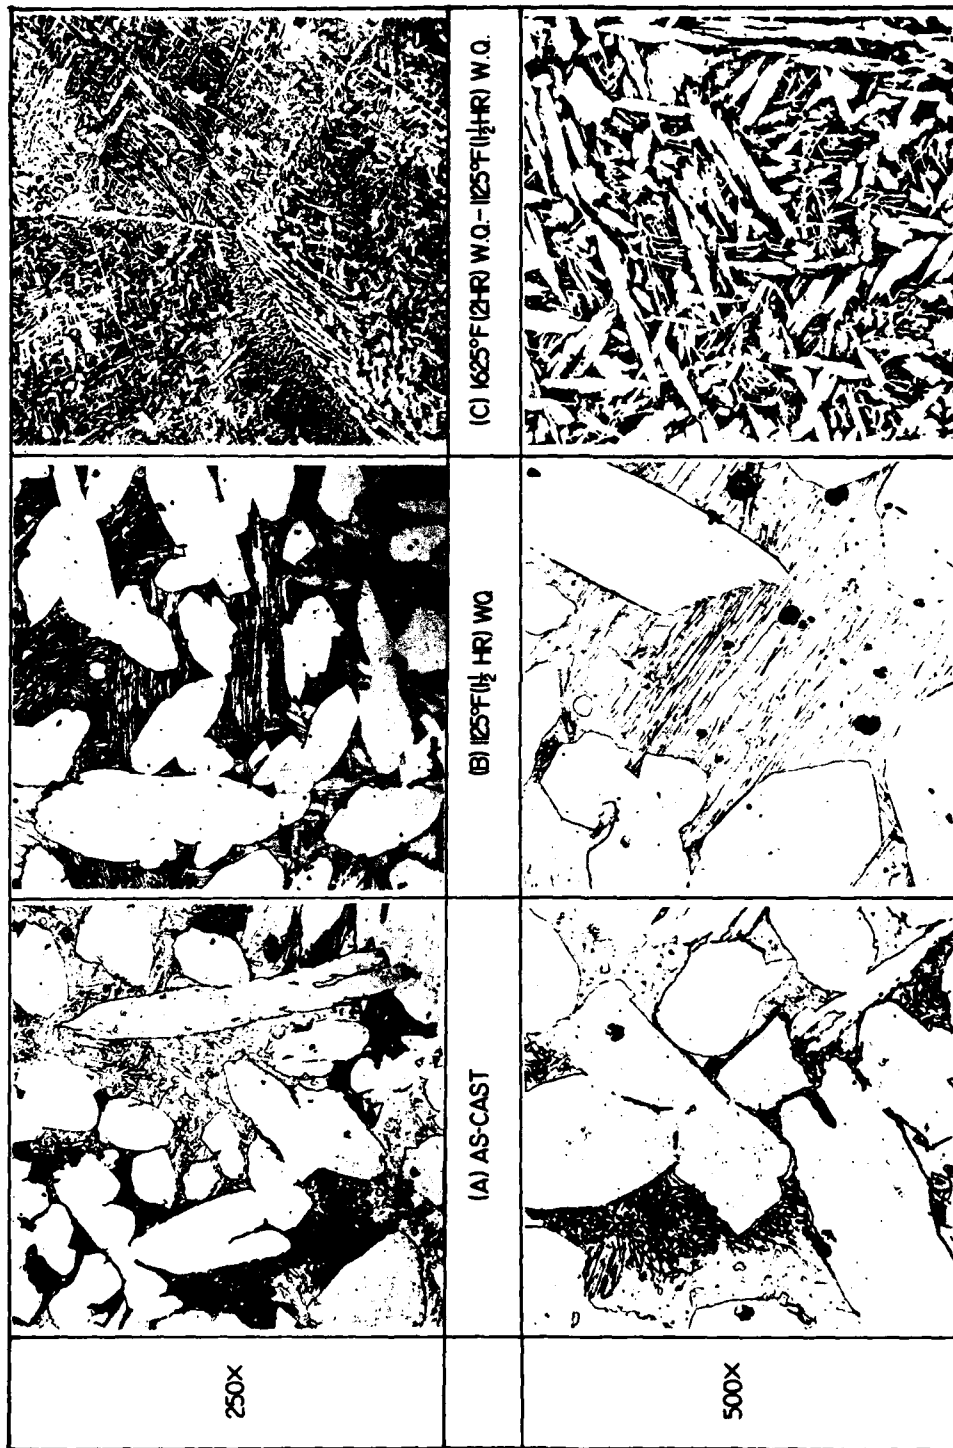 250X
500X
(A) AS-CAST
(B) 1125°F(1½ HR) WQ
(C) 1625°F(2HR) W.Q.-1125°F(1½HR) W.Q.